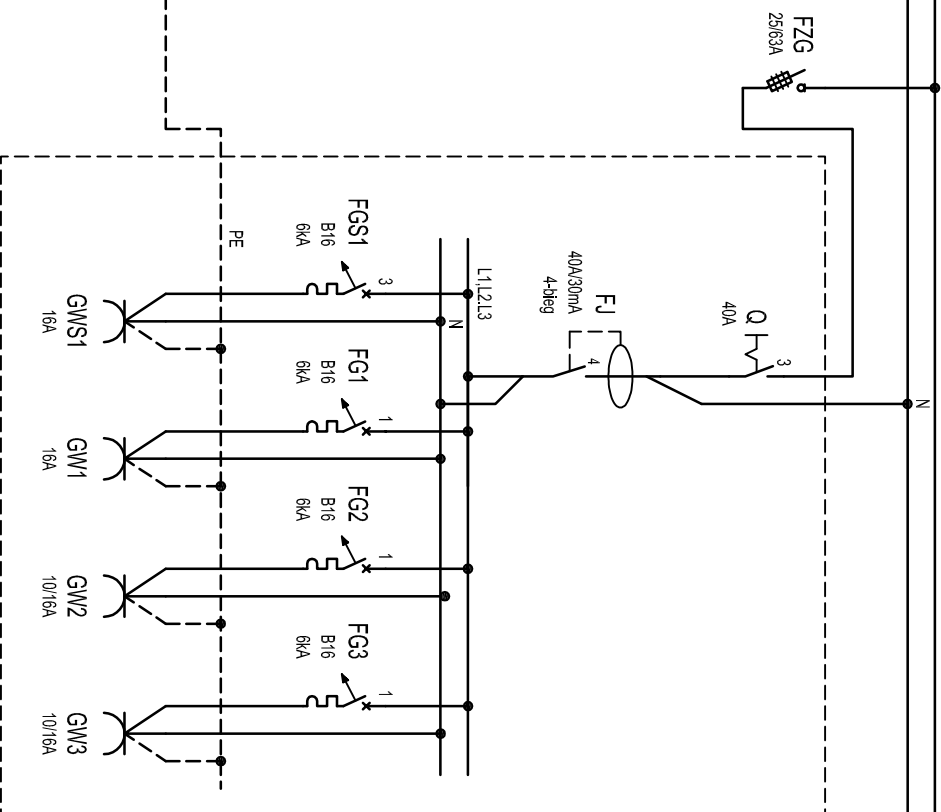 FZG
25/63A
Q
40A
3
N
FJ
40A/30mA
4-bieg
4
L1,L2.L3
N
FGS1
B16
6kA
3
FG1
B16
6kA
1
FG2
B16
6kA
1
FG3
B16
6kA
1
PE
GWS1
16A
GW1
16A
GW2
10/16A
GW3
10/16A